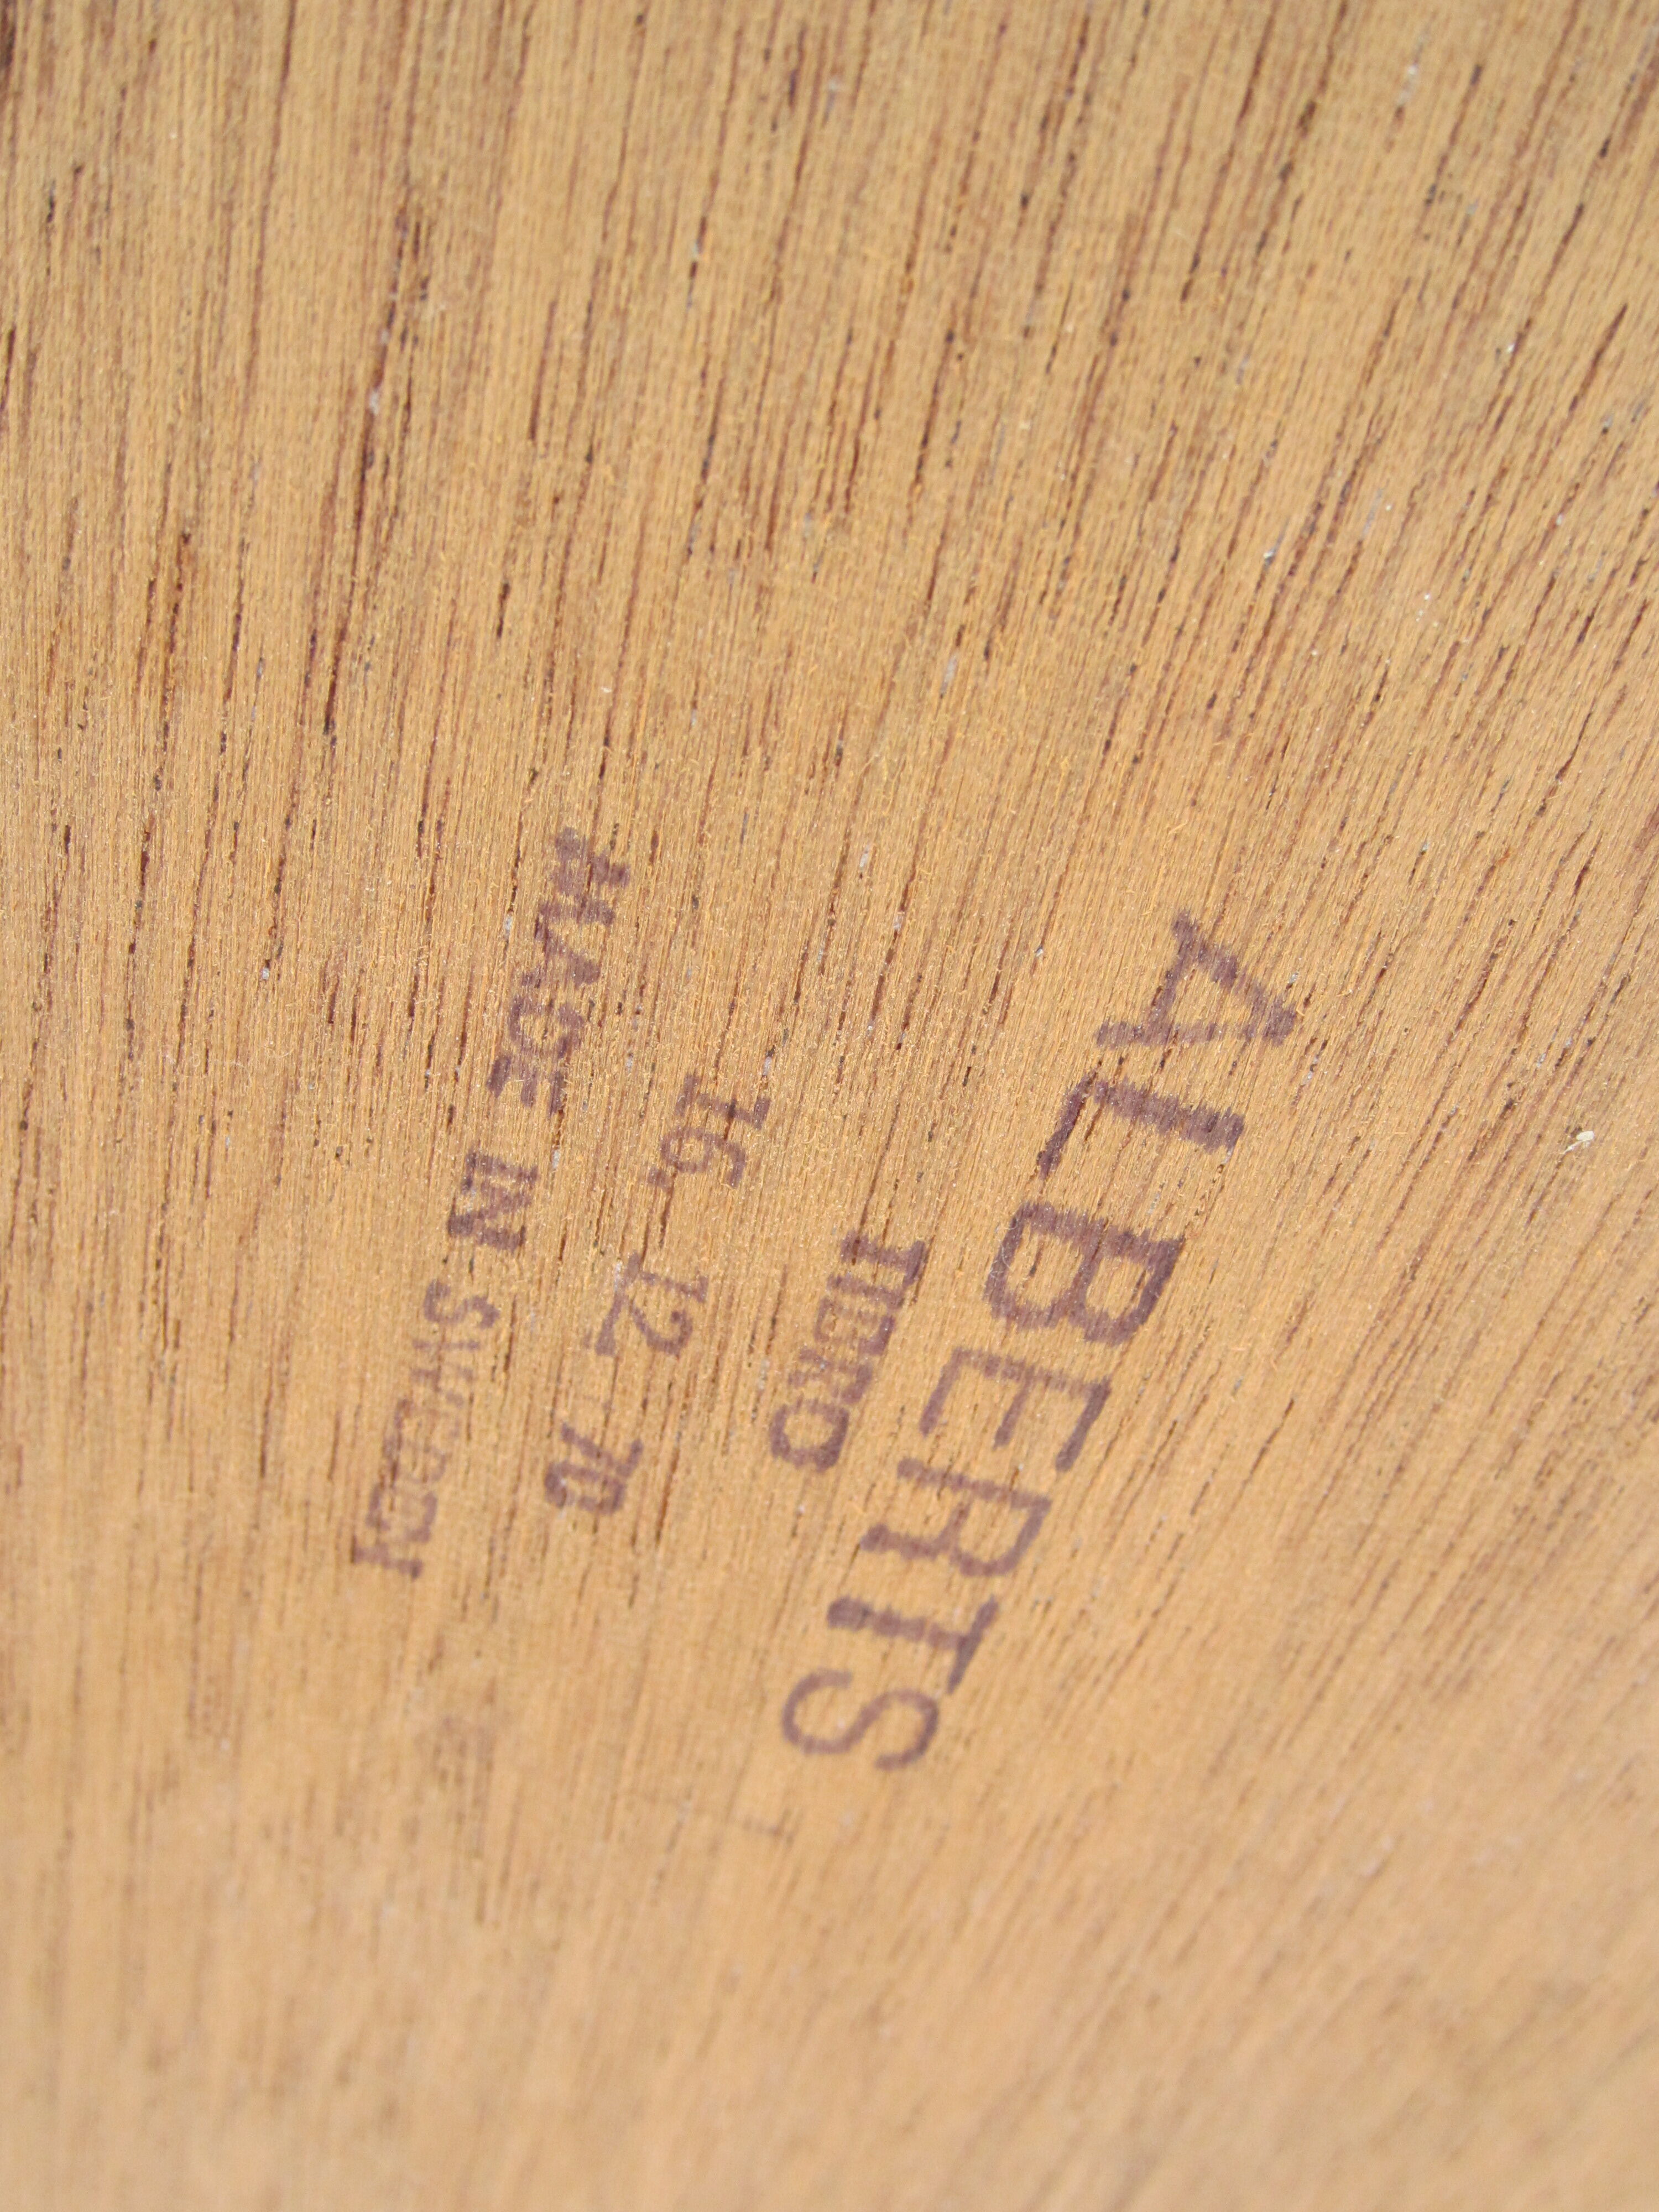 ALBERTS
TIBRO
16. 12. 70
MADE IN SWEDEN